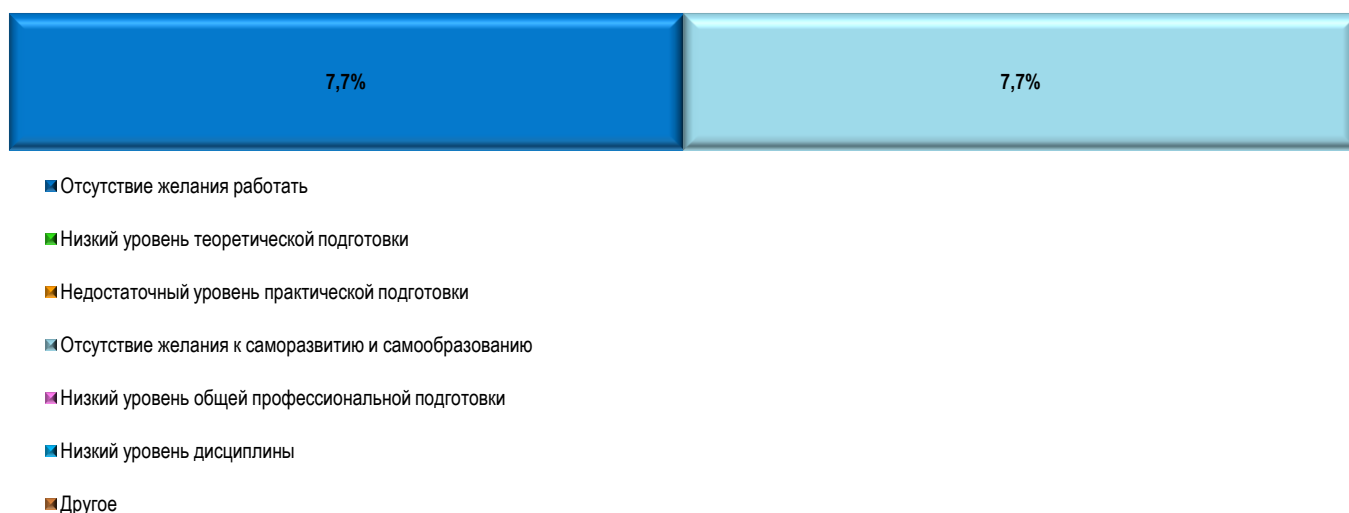 7,7% 7,7%
Отсутствие желания работать
Низкий уровень теоретической подготовки
Недостаточный уровень практической подготовки
Отсутствие желания к саморазвитию и самообразованию
Низкий уровень общей профессиональной подготовки
Низкий уровень дисциплины
Другое